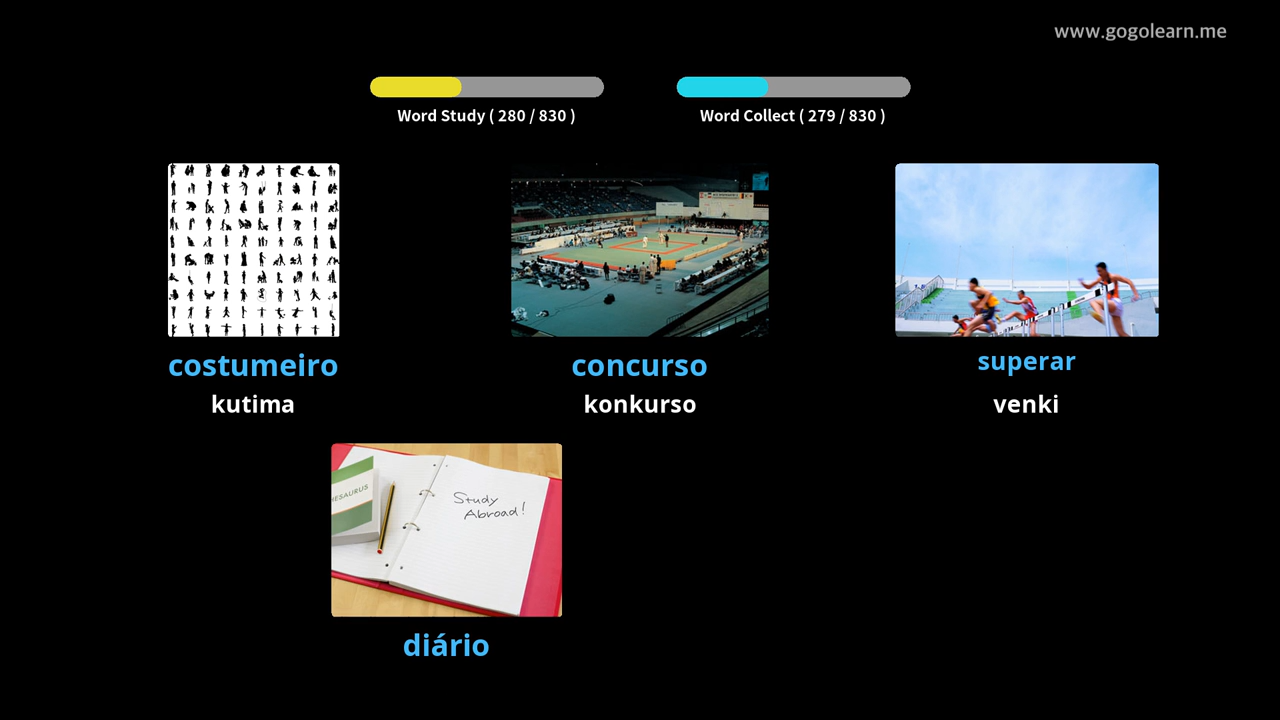 www.gogolearn.me
Word Study ( 280 / 830 )
Word Collect ( 279 / 830 )
costumeiro
kutima
concurso
konkurso
superar
venki
HESAURUS
Study
Abroad!
diário